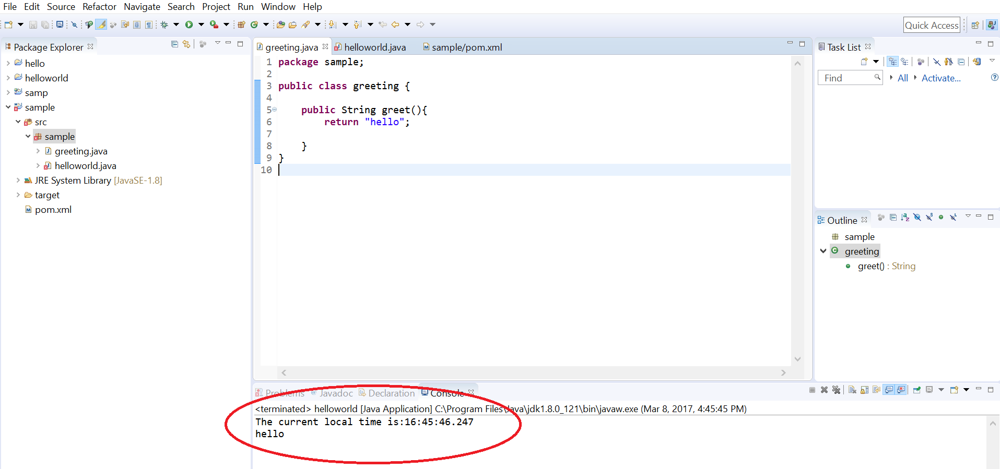 File Edit Source Refactor Navigate Search Project Run Window Help
Quick Access
Package Explorer
hello
helloworld
samp
sample
src
sample
greeting.java
helloworld.java
JRE System Library [JavaSE-1.8]
target
pom.xml
greeting.java helloworld.java sample/pom.xml
1 package sample;
2
3 public class greeting {
4
5 public String greet(){
6 return "hello";
7
8 }
9 }
10
Task List
Find All Activate...
Outline
sample
greeting
greet() : String
Problems @ Javadoc Declaration Console
<terminated> helloworld [Java Application] C:\Program Files\Java\jdk1.8.0_121\bin\javaw.exe (Mar 8, 2017, 4:45:45 PM)
The current local time is:16:45:46.247
hello